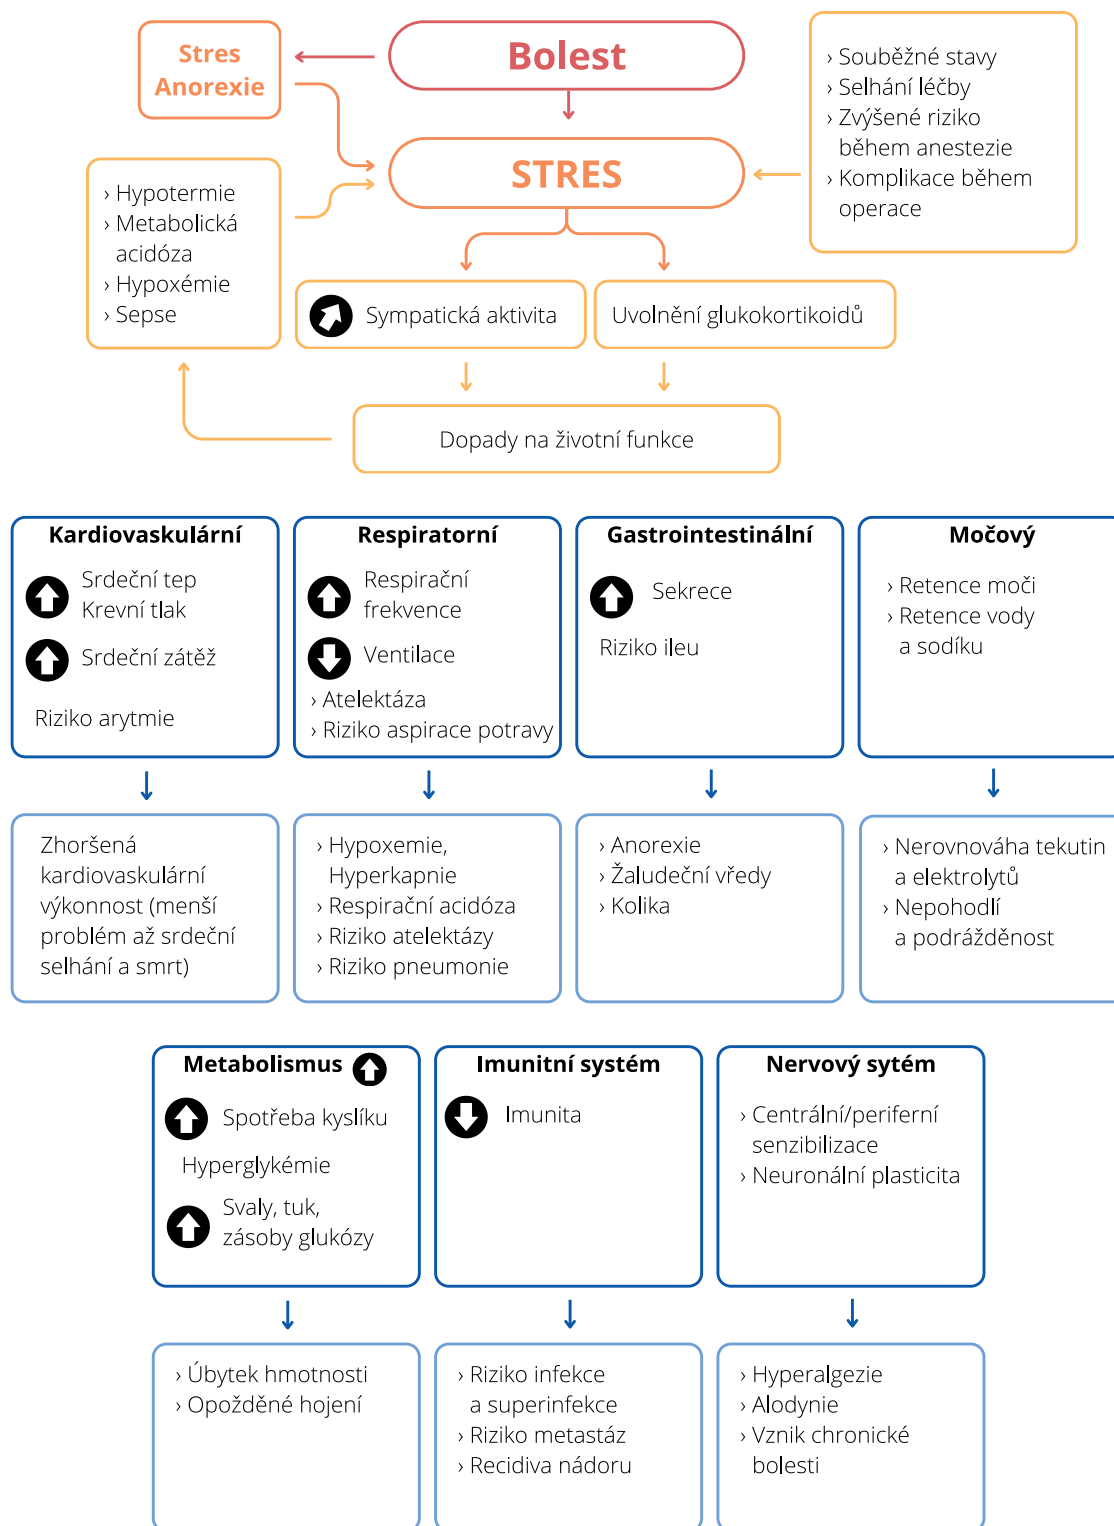 Stres
Anorexie
Bolest
› Souběžné stavy
› Selhání léčby
› Zvýšené riziko
během anestezie
› Komplikace během
operace
STRES
› Hypotermie
› Metabolická
acidóza
› Hypoxémie
› Sepse
Sympatická aktivita
Uvolnění glukokortikoidů
Dopady na životní funkce
Kardiovaskulární
Srdeční tep
Krevní tlak
Srdeční zátěž
Riziko arytmie
Respiratorní
Respirační
frekvence
Ventilace
› Atelektáza
› Riziko aspirace potravy
Gastrointestinální
Sekrece
Riziko ileu
Močový
› Retence moči
› Retence vody
a sodíku
Zhoršená
kardiovaskulární
výkonnost (menší
problém až srdeční
selhání a smrt)
› Hypoxemie,
Hyperkapnie
› Respirační acidóza
› Riziko atelektázy
› Riziko pneumonie
› Anorexie
› Žaludeční vředy
› Kolika
› Nerovnováha tekutin
a elektrolytů
› Nepohodlí
a podrážděnost
Metabolismus
Spotřeba kyslíku
Hyperglykémie
Svaly, tuk,
zásoby glukózy
Imunitní systém
Imunita
Nervový sytém
› Centrální/periferní
senzibilizace
› Neuronální plasticita
› Úbytek hmotnosti
› Opožděné hojení
› Riziko infekce
a superinfekce
› Riziko metastáz
› Recidiva nádoru
› Hyperalgezie
› Alodynie
› Vznik chronické
bolesti